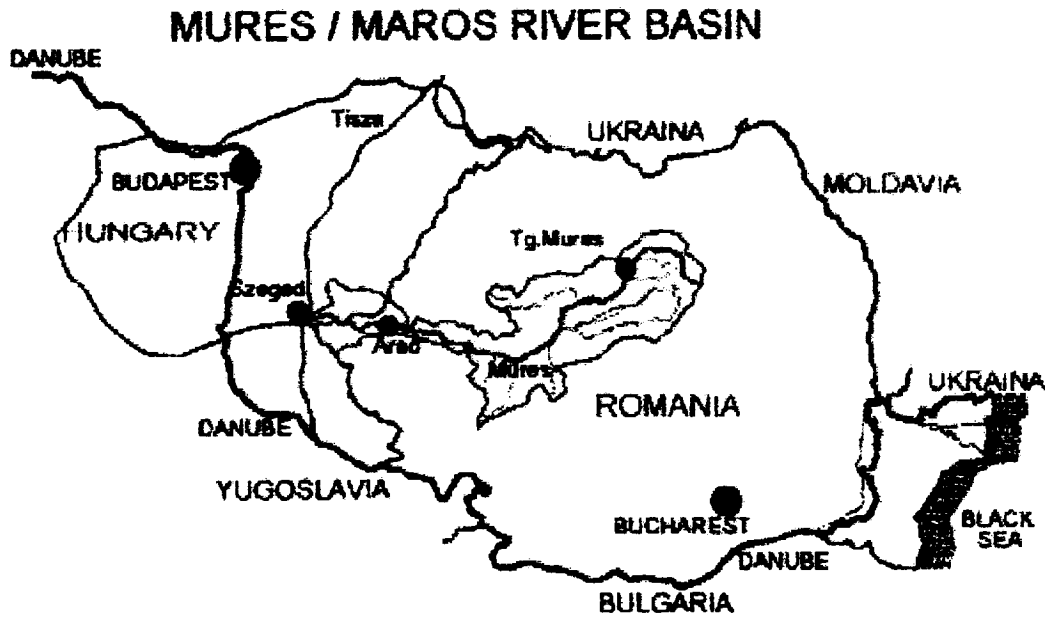 MURES / MAROS RIVER BASIN
DANUBE
Tisza
UKRAINA
BUDAPEST
MOLDAVIA
HUNGARY
Tg.Mures
Szeged
Arad
Mures
UKRAINA
ROMANIA
DANUBE
YUGOSLAVIA
BUCHAREST
BLACK
SEA
DANUBE
BULGARIA